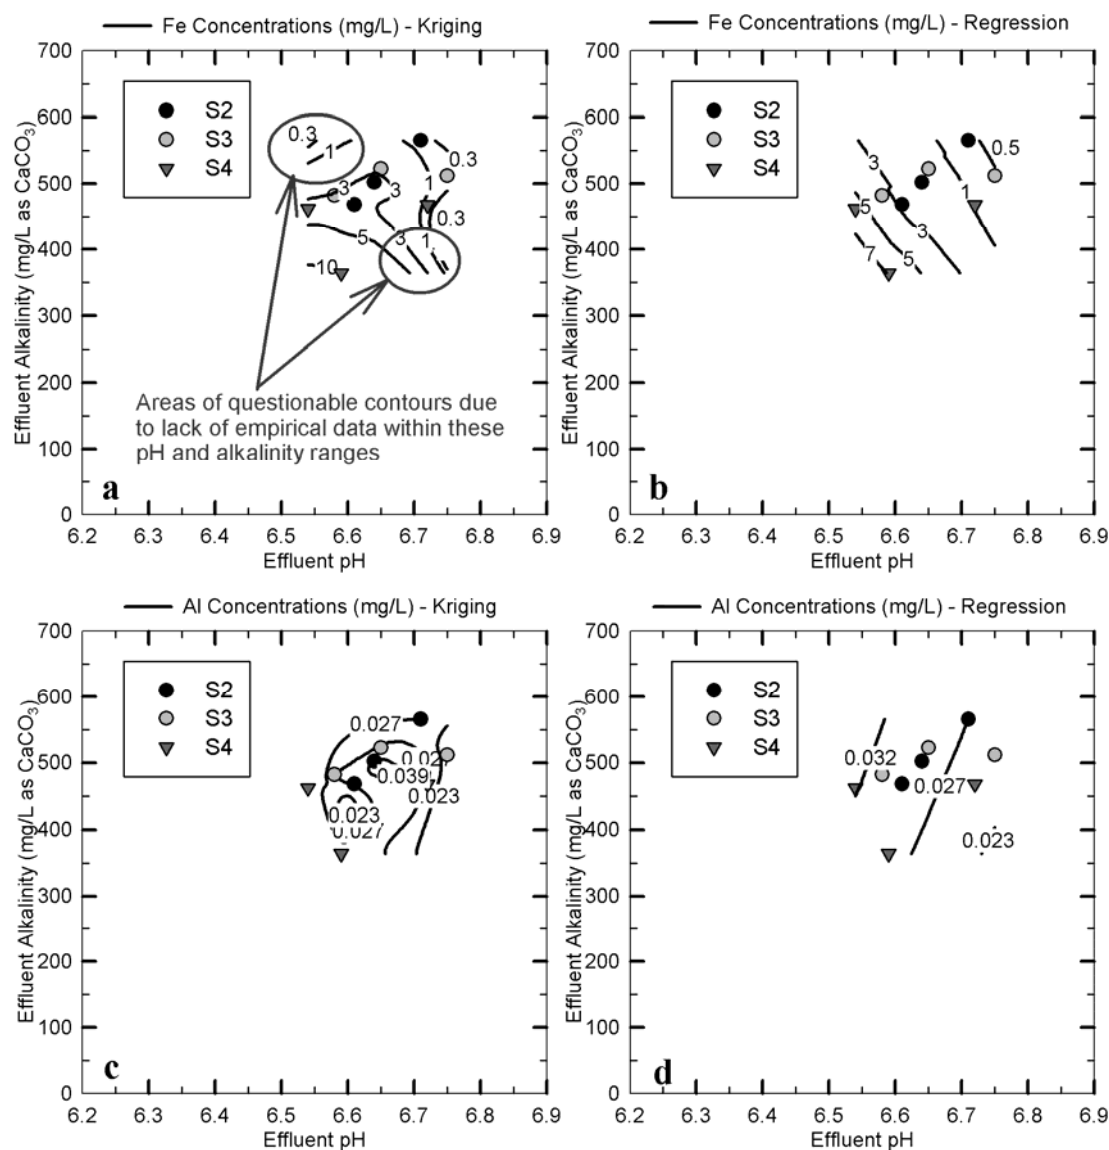 Fe Concentrations (mg/L) - Kriging
700
600
500
400
300
200
100
0
Effluent Alkalinity (mg/L as CaCO₃)
S2
S3
S4
0.3
1
3
3
1
0.3
0.3
5
3
1
10
Areas of questionable contours due
to lack of empirical data within these
pH and alkalinity ranges
a
6.2 6.3 6.4 6.5 6.6 6.7 6.8 6.9
Effluent pH
Fe Concentrations (mg/L) - Regression
700
600
500
400
300
200
100
0
Effluent Alkalinity (mg/L as CaCO₃)
S2
S3
S4
3
0.5
5
1
3
7
5
b
6.2 6.3 6.4 6.5 6.6 6.7 6.8 6.9
Effluent pH
Al Concentrations (mg/L) - Kriging
700
600
500
400
300
200
100
0
Effluent Alkalinity (mg/L as CaCO₃)
S2
S3
S4
0.027
0.027
0.039
0.023
0.023
0.027
c
6.2 6.3 6.4 6.5 6.6 6.7 6.8 6.9
Effluent pH
Al Concentrations (mg/L) - Regression
700
600
500
400
300
200
100
0
Effluent Alkalinity (mg/L as CaCO₃)
S2
S3
S4
0.032
0.027
0.023
d
6.2 6.3 6.4 6.5 6.6 6.7 6.8 6.9
Effluent pH